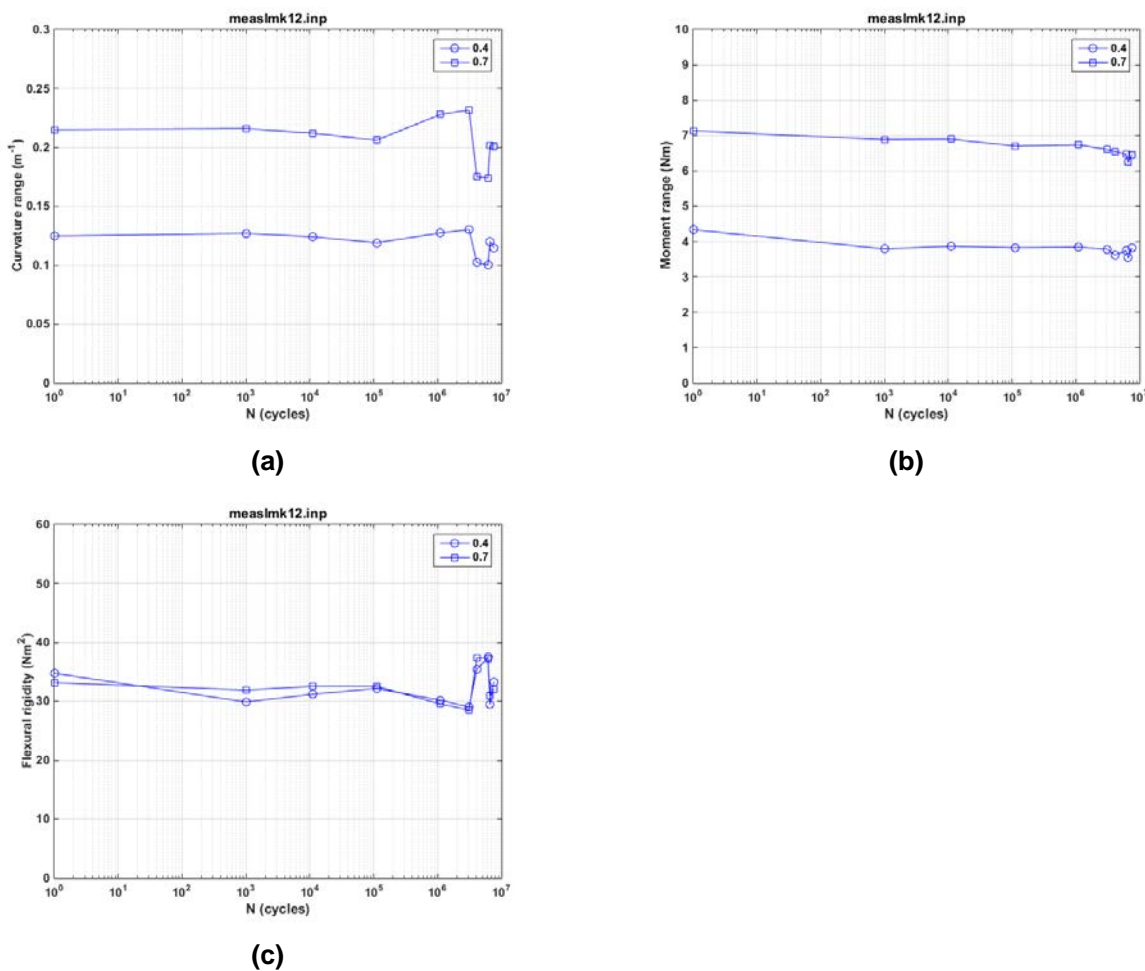 measlmk12.inp
0.3
0.25
0.2
0.15
0.1
0.05
0
Curvature range (m⁻¹)
0.4
0.7
10⁰ 10¹ 10² 10³ 10⁴ 10⁵ 10⁶ 10⁷
N (cycles)
(a)
measlmk12.inp
10
9
8
7
6
5
4
3
2
1
0
Moment range (Nm)
0.4
0.7
10⁰ 10¹ 10² 10³ 10⁴ 10⁵ 10⁶ 10⁷
N (cycles)
(b)
measlmk12.inp
60
50
40
30
20
10
0
Flexural rigidity (Nm²)
0.4
0.7
10⁰ 10¹ 10² 10³ 10⁴ 10⁵ 10⁶ 10⁷
N (cycles)
(c)